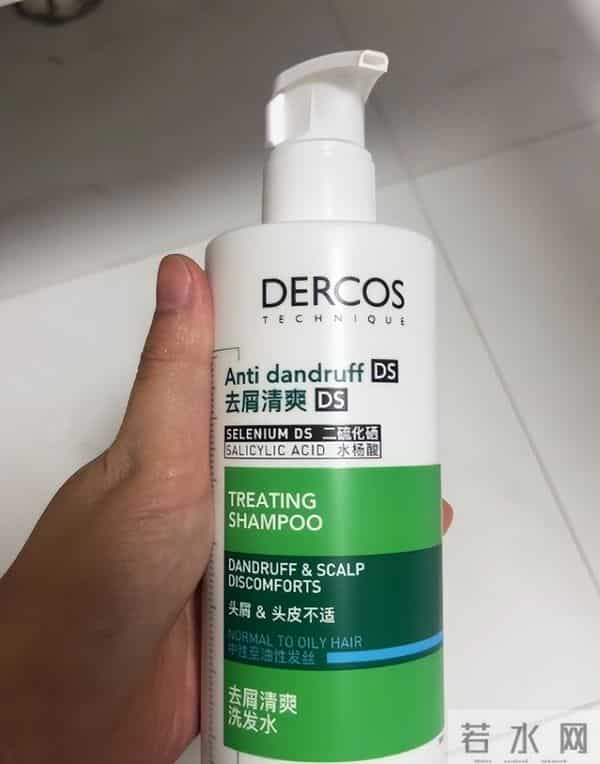 DERCOS
TECHNIQUE
Anti dandruff DS
去屑清爽 DS
SELENIUM DS 二硫化硒
SALICYLIC ACID 水杨酸
TREATING
SHAMPOO
DANDRUFF & SCALP
DISCOMFORTS
头屑 & 头皮不适
NORMAL TO OILY HAIR
中性至油性发丝
去屑清爽
洗发水
若水网